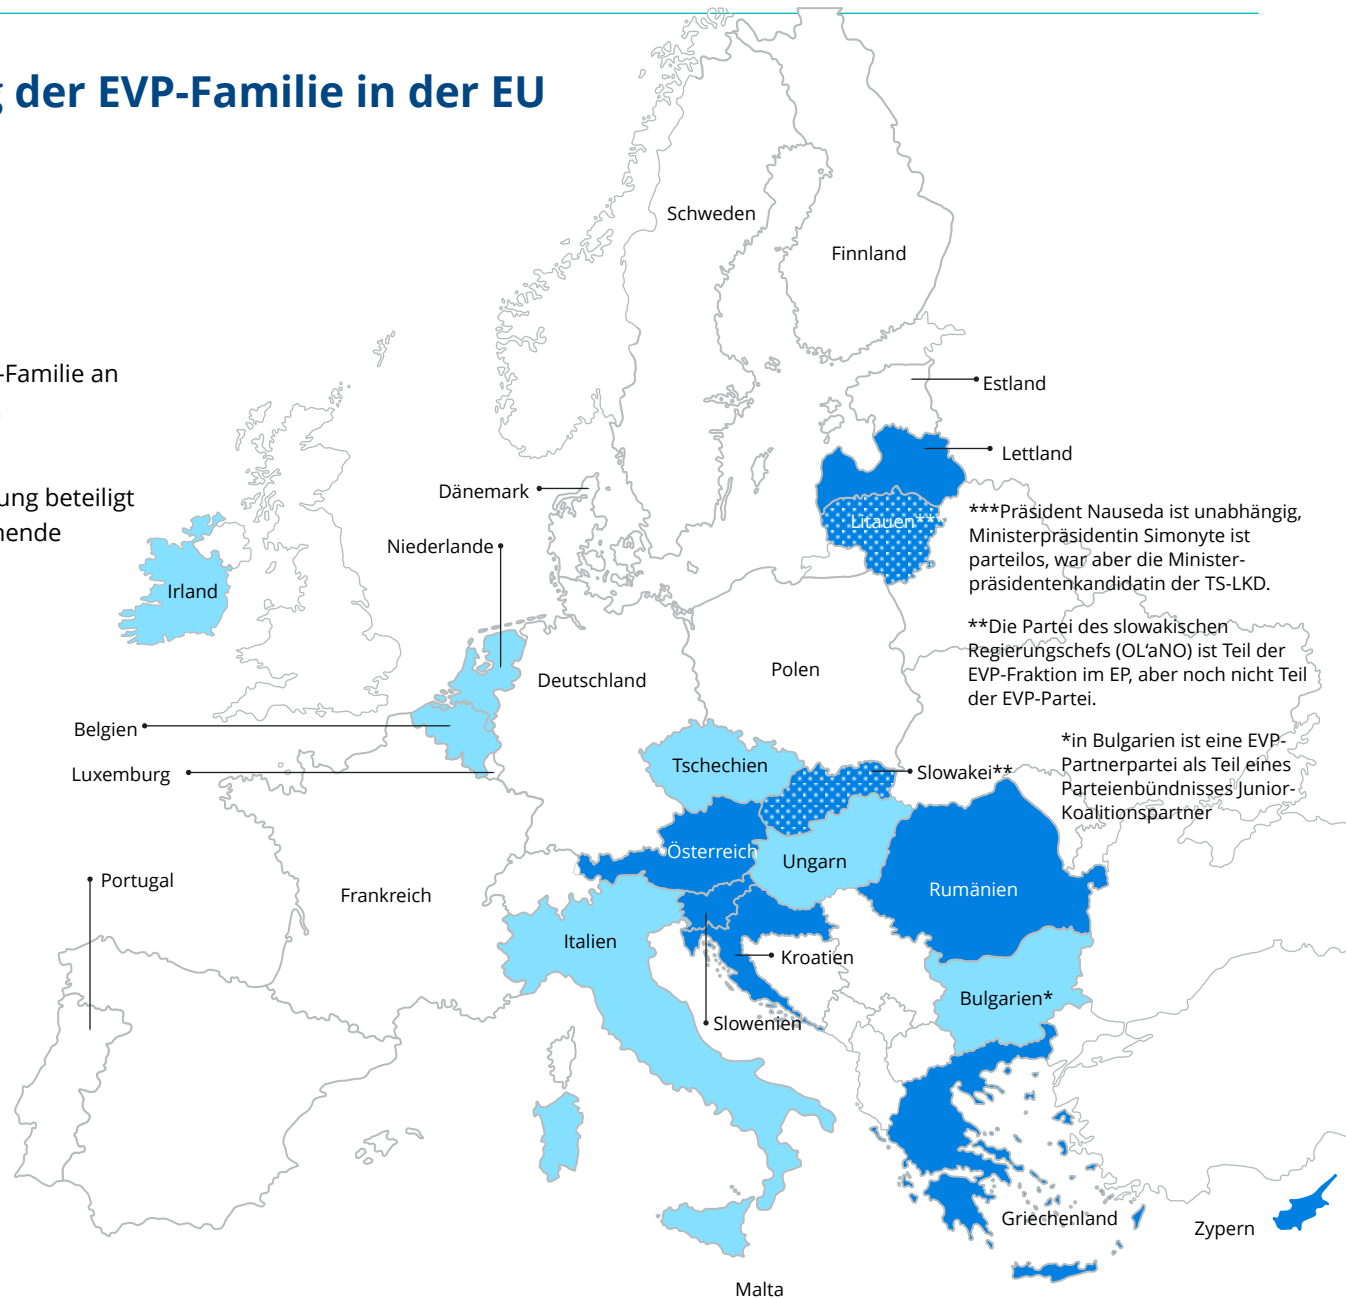 der EVP-Familie in der EU
-Familie an
ung beteiligt
Schweden
Finnland
Estland
Lettland
Litauen**
Dänemark
Niederlande
Irland
***Präsident Nauseda ist unabhängig,
Ministerpräsidentin Simonyte ist
parteilos, war aber die Minister-
präsidentenkandidatin der TS-LKD.
**Die Partei des slowakischen
Regierungschefs (OL‘aNO) ist Teil der
EVP-Fraktion im EP, aber noch nicht Teil
der EVP-Partei.
Deutschland
Polen
Belgien
Luxemburg
Tschechien
Slowakei**
*in Bulgarien ist eine EVP-
Partnerpartei als Teil eines
Parteienbündnisses Junior-
Koalitionspartner
Österreich
Ungarn
Portugal
Frankreich
Rumänien
Italien
Kroatien
Bulgarien*
Slowenien
Griechenland
Zypern
Malta